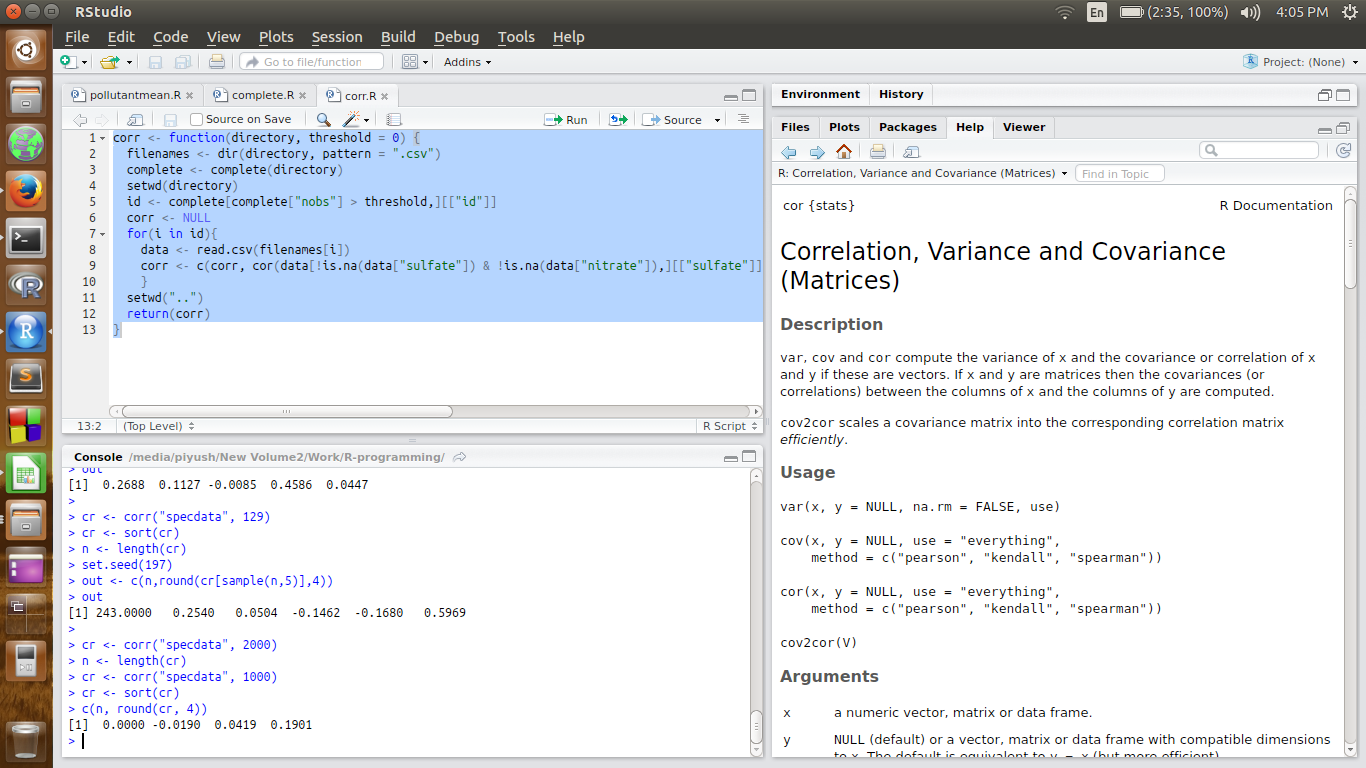 RStudio
En
(2:35, 100%)
4:05 PM
File Edit Code View Plots Session Build Debug Tools Help
Go to file/function
Addins
Project: (None)
pollutantmean.R
complete.R
corr.R
Source on Save
Run
Source
1 corr <- function(directory, threshold = 0) {
2 filenames <- dir(directory, pattern = ".csv")
3 complete <- complete(directory)
4 setwd(directory)
5 id <- complete[complete["nobs"] > threshold,][["id"]]
6 corr <- NULL
7 for(i in id){
8 data <- read.csv(filenames[i])
9 corr <- c(corr, cor(data[!is.na(data["sulfate"]) & !is.na(data["nitrate"]),][["sulfate"]]
10 }
11 setwd("..")
12 return(corr)
13 }
13:2
(Top Level)
R Script
Console /media/piyush/New Volume2/Work/R-programming/
> out
[1] 0.2688 0.1127 -0.0085 0.4586 0.0447
>
> cr <- corr("specdata", 129)
> cr <- sort(cr)
> n <- length(cr)
> set.seed(197)
> out <- c(n,round(cr[sample(n,5)],4))
> out
[1] 243.0000 0.2540 0.0504 -0.1462 -0.1680 0.5969
>
> cr <- corr("specdata", 2000)
> n <- length(cr)
> cr <- corr("specdata", 1000)
> cr <- sort(cr)
> c(n, round(cr, 4))
[1] 0.0000 -0.0190 0.0419 0.1901
>
Environment History
Files Plots Packages Help Viewer
R: Correlation, Variance and Covariance (Matrices)
Find in Topic
cor {stats}
R Documentation
Correlation, Variance and Covariance
(Matrices)
Description
var, cov and cor compute the variance of x and the covariance or correlation of x
and y if these are vectors. If x and y are matrices then the covariances (or
correlations) between the columns of x and the columns of y are computed.
cov2cor scales a covariance matrix into the corresponding correlation matrix
efficiently.
Usage
var(x, y = NULL, na.rm = FALSE, use)
cov(x, y = NULL, use = "everything",
method = c("pearson", "kendall", "spearman"))
cor(x, y = NULL, use = "everything",
method = c("pearson", "kendall", "spearman"))
cov2cor(V)
Arguments
x a numeric vector, matrix or data frame.
y NULL (default) or a vector, matrix or data frame with compatible dimensions
to x. The default is equivalent to y = x (but more efficient).